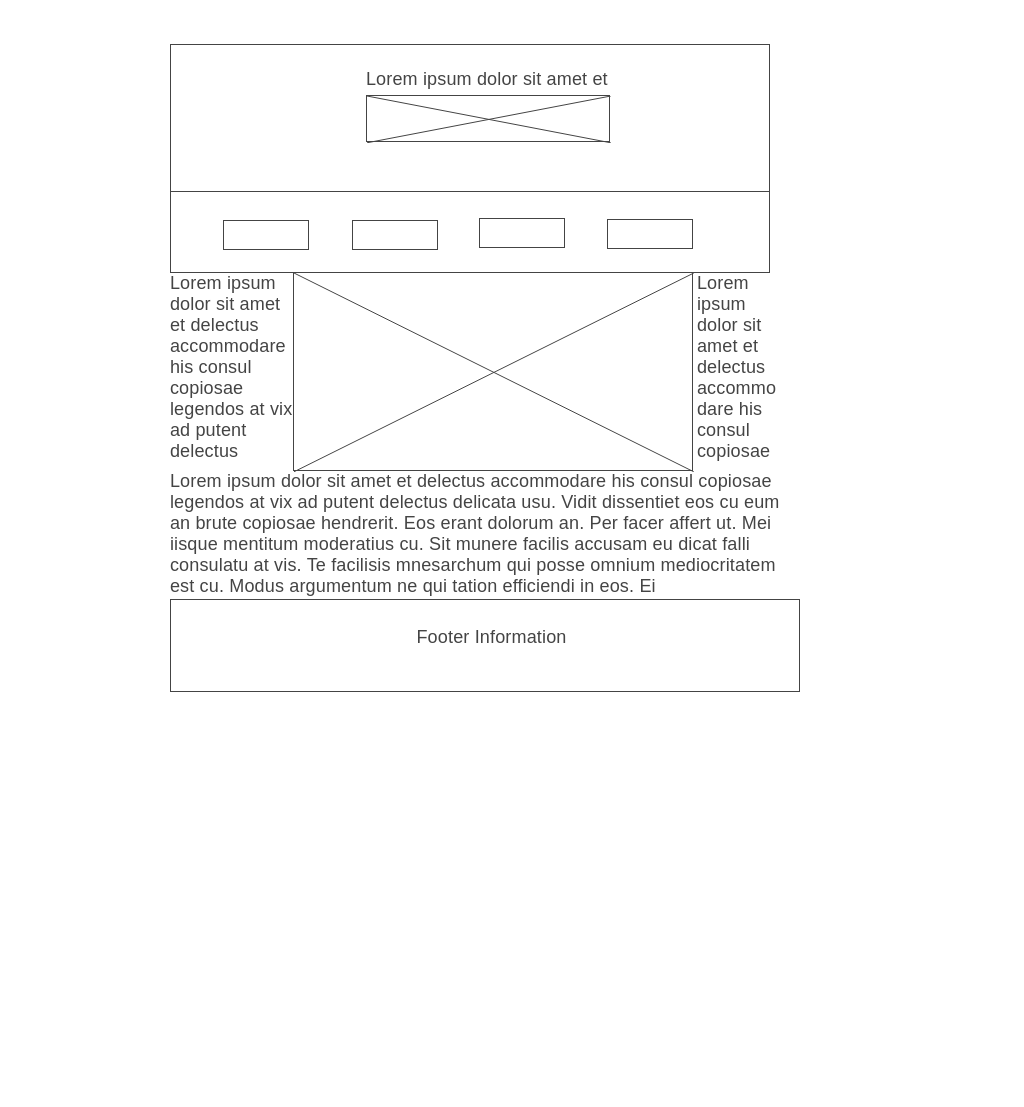 Lorem ipsum dolor sit amet et
Lorem ipsum
dolor sit amet
et delectus
accommodare
his consul
copiosae
legendos at vix
ad putent
delectus
Lorem
ipsum
dolor sit
amet et
delectus
accommo
dare his
consul
copiosae
Lorem ipsum dolor sit amet et delectus accommodare his consul copiosae
legendos at vix ad putent delectus delicata usu. Vidit dissentiet eos cu eum
an brute copiosae hendrerit. Eos erant dolorum an. Per facer affert ut. Mei
iisque mentitum moderatius cu. Sit munere facilis accusam eu dicat falli
consulatu at vis. Te facilisis mnesarchum qui posse omnium mediocritatem
est cu. Modus argumentum ne qui tation efficiendi in eos. Ei
Footer Information